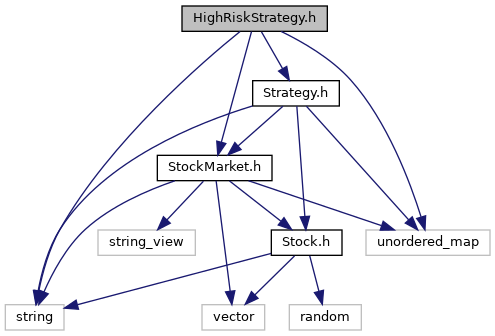 HighRiskStrategy.h
Strategy.h
StockMarket.h
string_view
Stock.h
unordered_map
string
vector
random